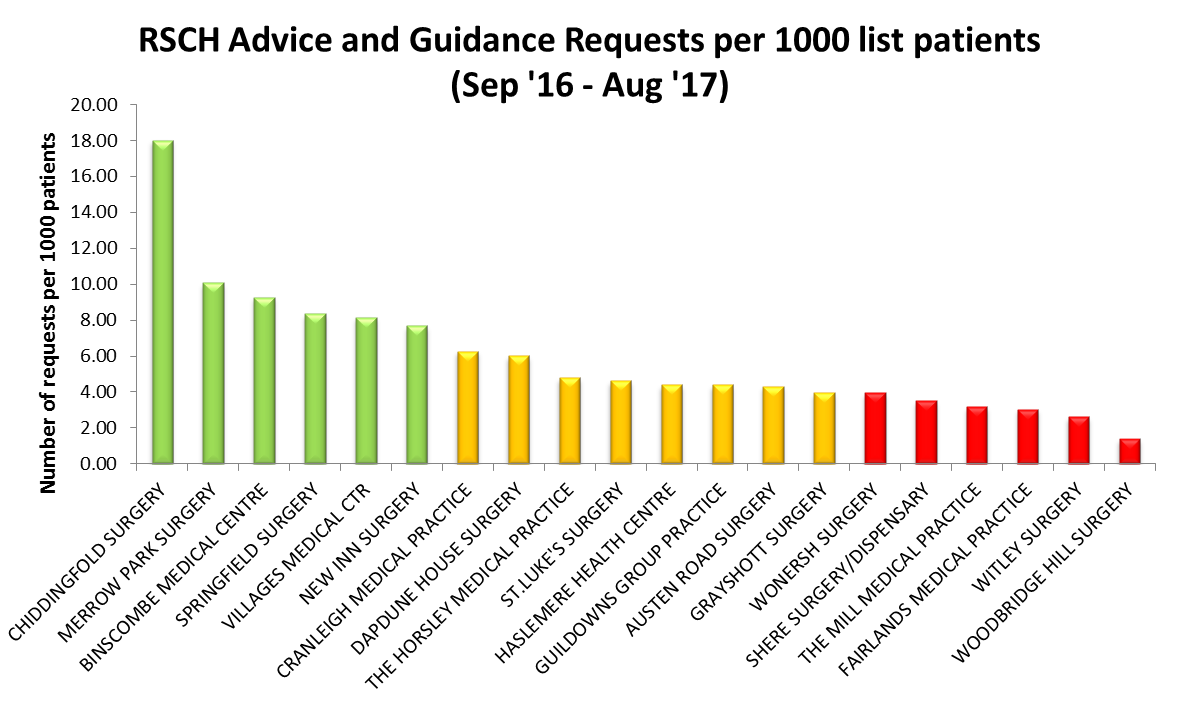 RSCH Advice and Guidance Requests per 1000 list patients
(Sep '16 - Aug '17)
Number of requests per 1000 patients
20.00
18.00
16.00
14.00
12.00
10.00
8.00
6.00
4.00
2.00
0.00
CHIDDINGFOLD SURGERY
MERROW PARK SURGERY
BINSCOMBE MEDICAL CENTRE
SPRINGFIELD SURGERY
VILLAGES MEDICAL CTR
NEW INN SURGERY
CRANLEIGH MEDICAL PRACTICE
DAPDUNE HOUSE SURGERY
THE HORSLEY MEDICAL PRACTICE
ST.LUKE'S SURGERY
HASLEMERE HEALTH CENTRE
GUILDOWNS GROUP PRACTICE
AUSTEN ROAD SURGERY
GRAYSHOTT SURGERY
WONERSH SURGERY
SHERE SURGERY/DISPENSARY
THE MILL MEDICAL PRACTICE
FAIRLANDS MEDICAL PRACTICE
WITLEY SURGERY
WOODBRIDGE HILL SURGERY